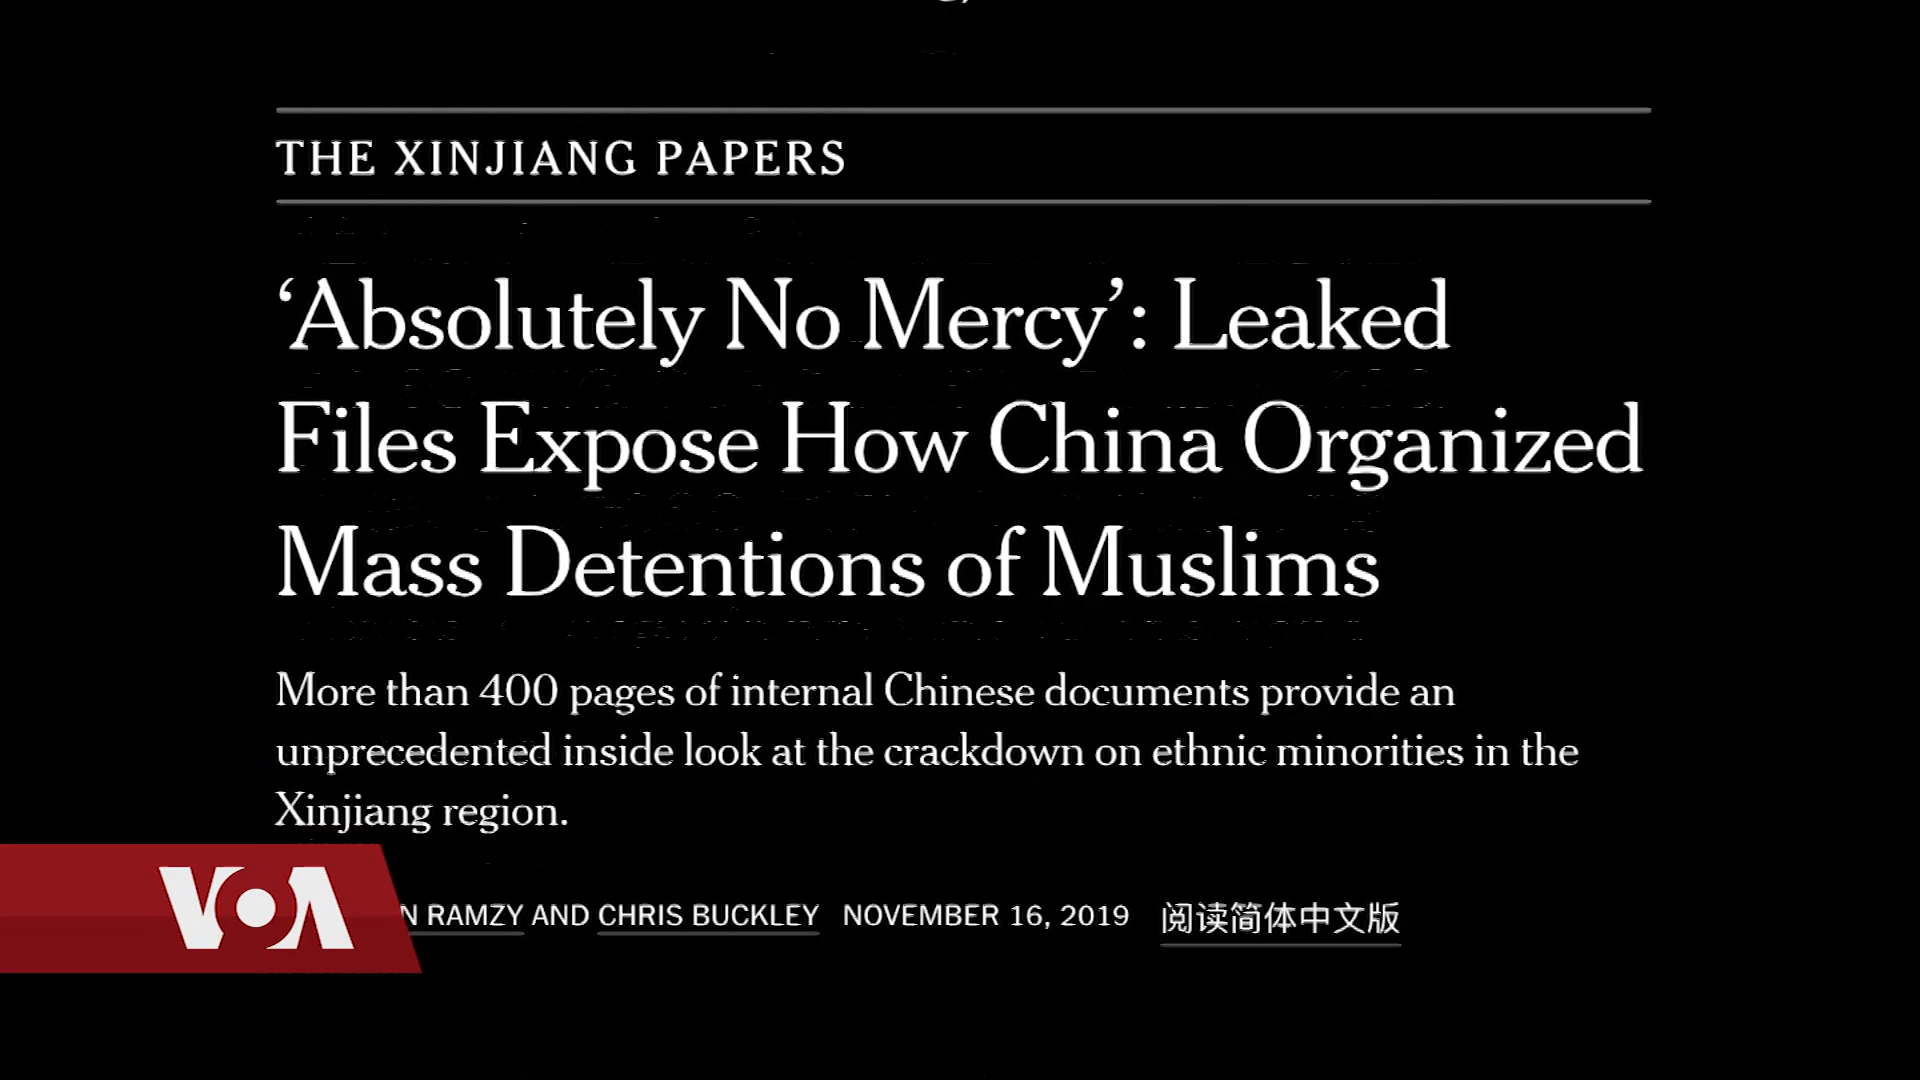 THE XINJIANG PAPERS
‘Absolutely No Mercy’: Leaked
Files Expose How China Organized
Mass Detentions of Muslims
More than 400 pages of internal Chinese documents provide an
unprecedented inside look at the crackdown on ethnic minorities in the
Xinjiang region.
VOA
RAMZY AND CHRIS BUCKLEY NOVEMBER 16, 2019 阅读简体中文版